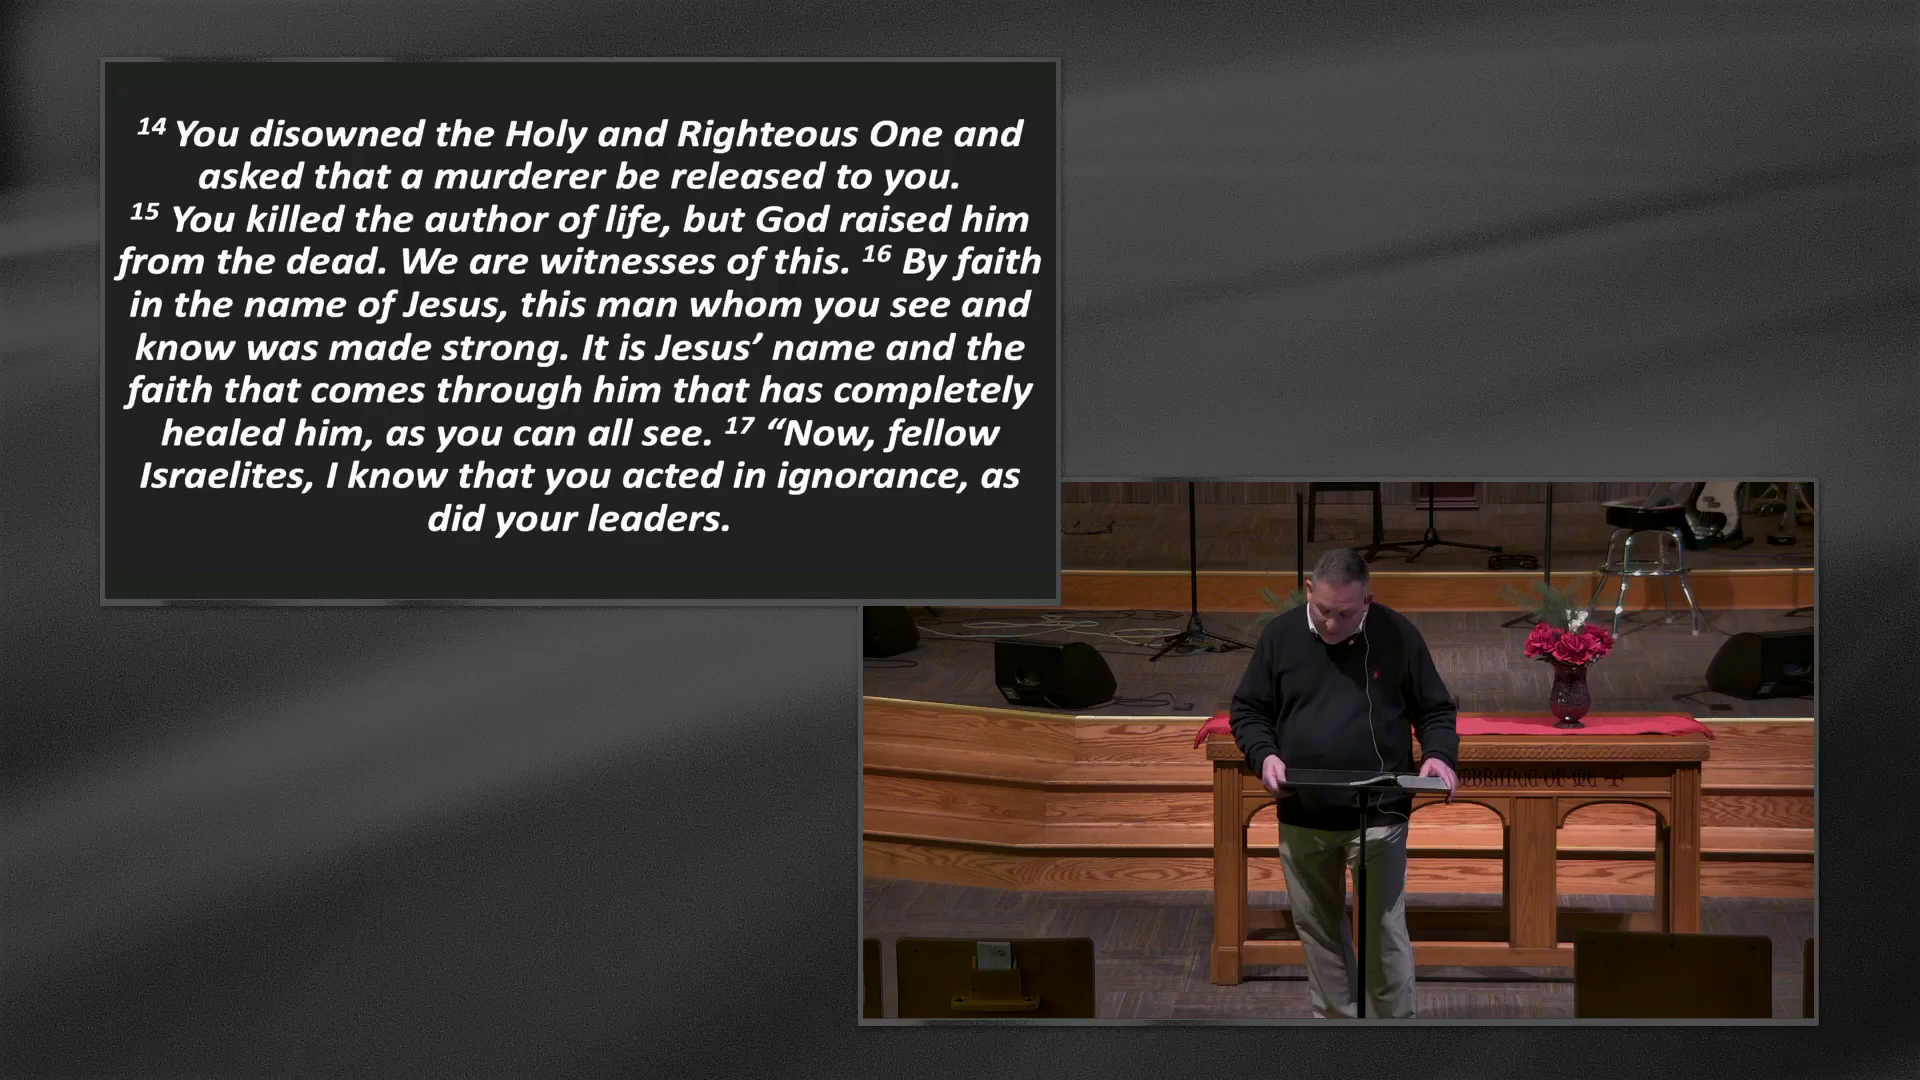 14 You disowned the Holy and Righteous One and
asked that a murderer be released to you.
15 You killed the author of life, but God raised him
from the dead. We are witnesses of this. 16 By faith
in the name of Jesus, this man whom you see and
know was made strong. It is Jesus’ name and the
faith that comes through him that has completely
healed him, as you can all see. 17 “Now, fellow
Israelites, I know that you acted in ignorance, as
did your leaders.
OF ME